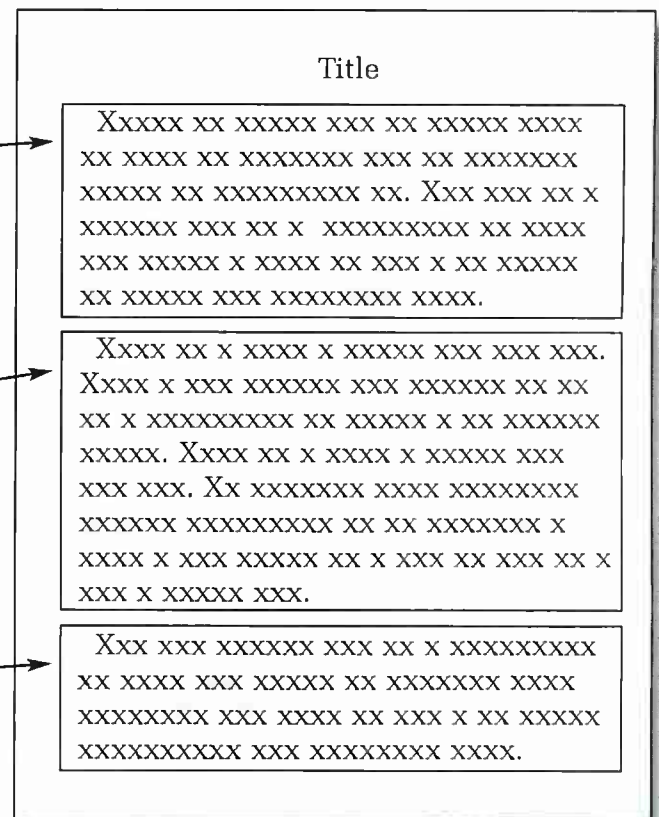 Title
Xxxxx xx xxxxx xxx xx xxxxx xxxx
xx xxxx xx xxxxxxx xxx xx xxxxxxx
xxxxx xx xxxxxxxxx xx. Xxx xxx xx x
xxxxxx xxx xx x xxxxxxxxx xx xxxx
xxx xxxxx x xxxx xx xxx x xx xxxxx
xx xxxxx xxx xxxxxxxx xxxx.
Xxxx xx x xxxx x xxxxx xxx xxx xxx.
Xxxx x xxx xxxxxx xxx xxxxxx xx xx
xx x xxxxxxxxx xx xxxxx x xx xxxxxx
xxxxx. Xxxx xx x xxxx x xxxxx xxx
xxx xxx. Xx xxxxxxx xxxx xxxxxxxx
xxxxxx xxxxxxxxx xx xx xxxxxxx x
xxxx x xxx xxxxx xx x xxx xx xxx xx x
xxx x xxxxx xxx.
Xxx xxx xxxxxx xxx xx x xxxxxxxxx
xx xxxx xxx xxxxx xx xxxxxxx xxxx
xxxxxxxx xxx xxxx xx xxx x xx xxxxx
xxxxxxxxxx xxx xxxxxxxx xxxx.